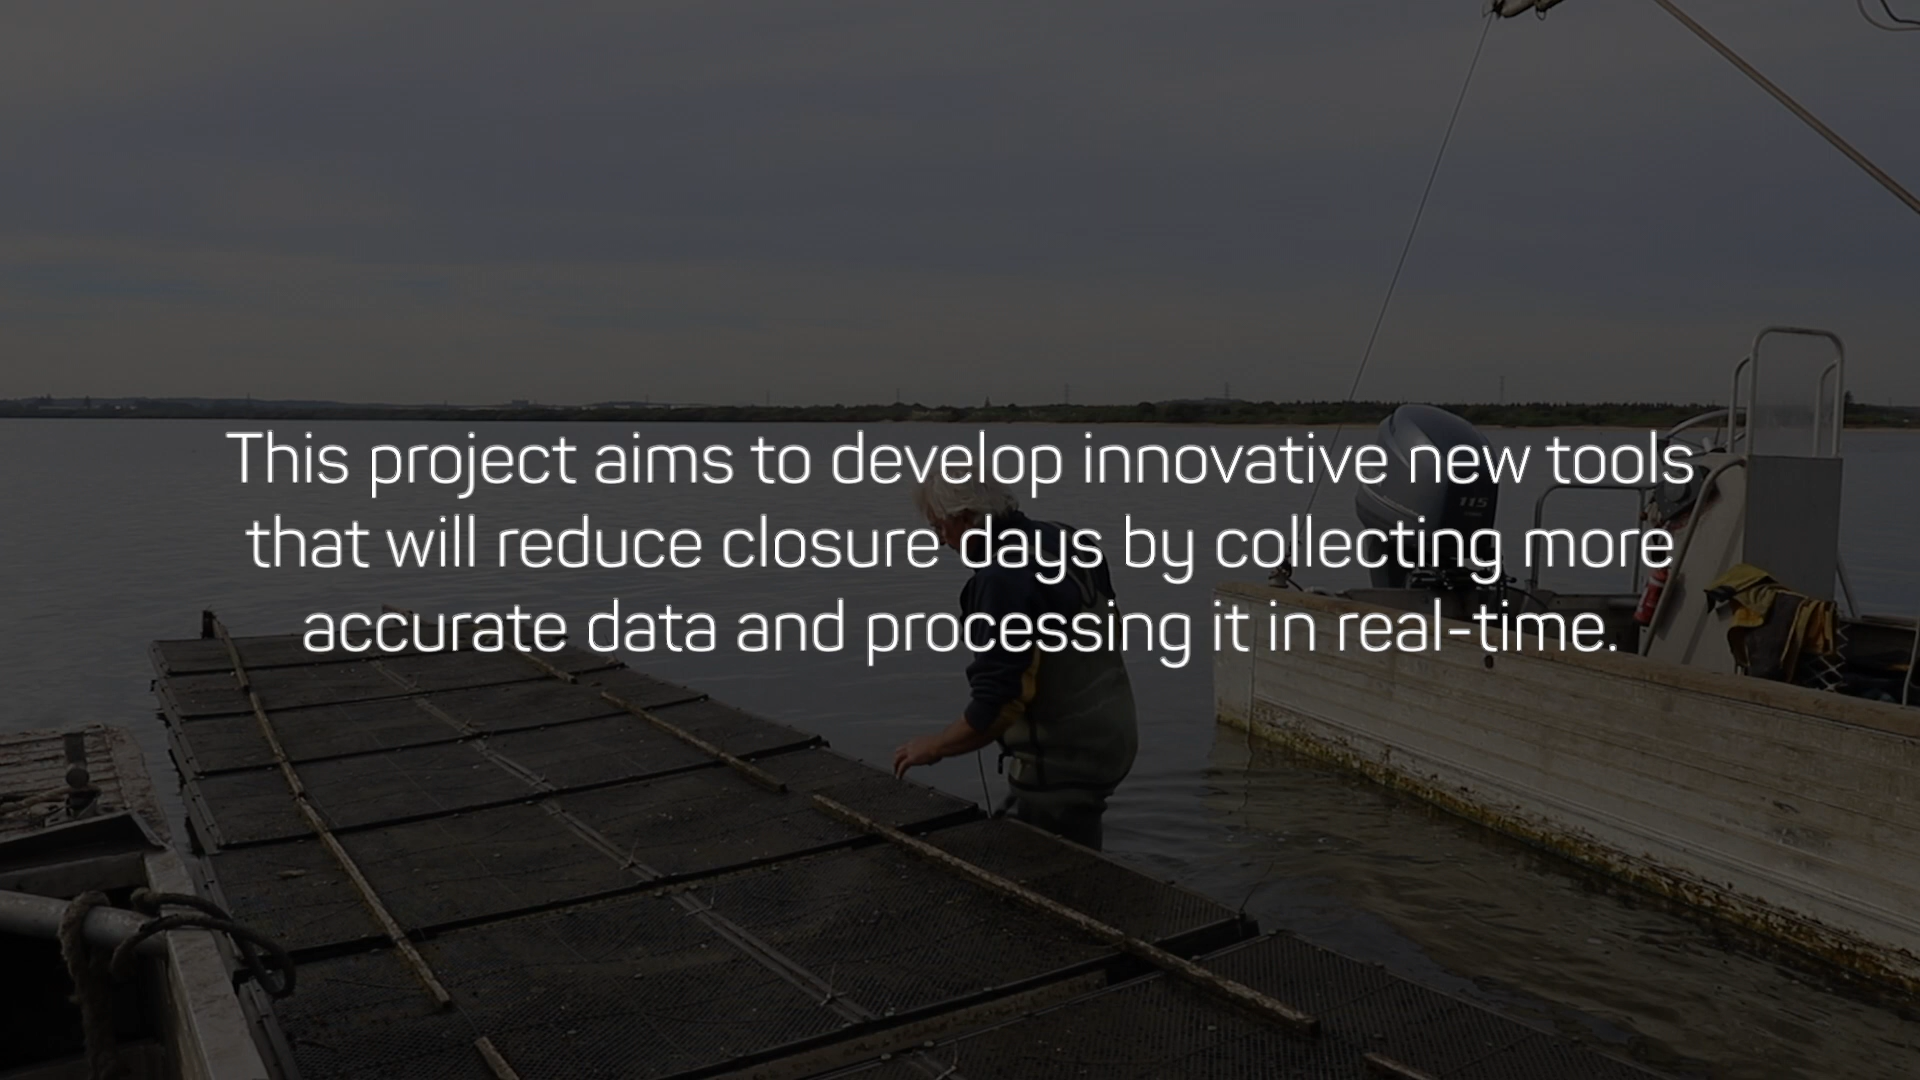 This project aims to develop innovative new tools
that will reduce closure days by collecting more
accurate data and processing it in real-time.
115